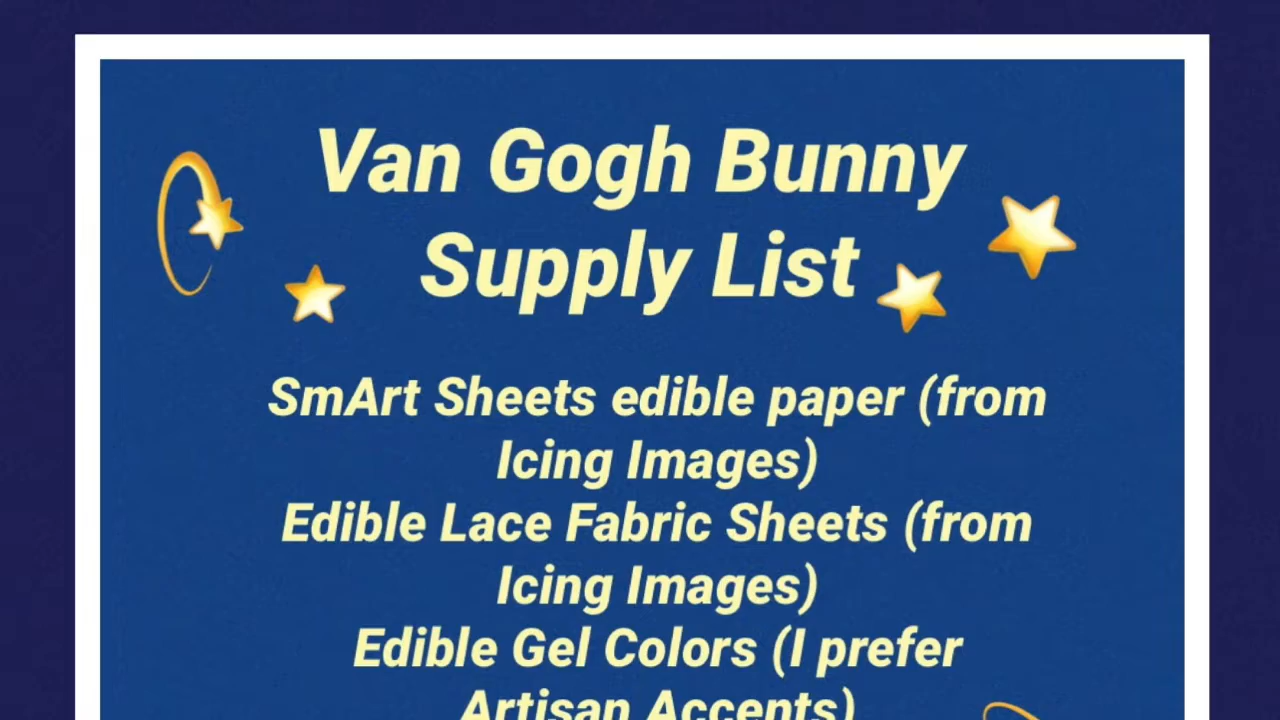 Van Gogh Bunny
Supply List
SmArt Sheets edible paper (from
Icing Images)
Edible Lace Fabric Sheets (from
Icing Images)
Edible Gel Colors (I prefer
Artisan Accents)